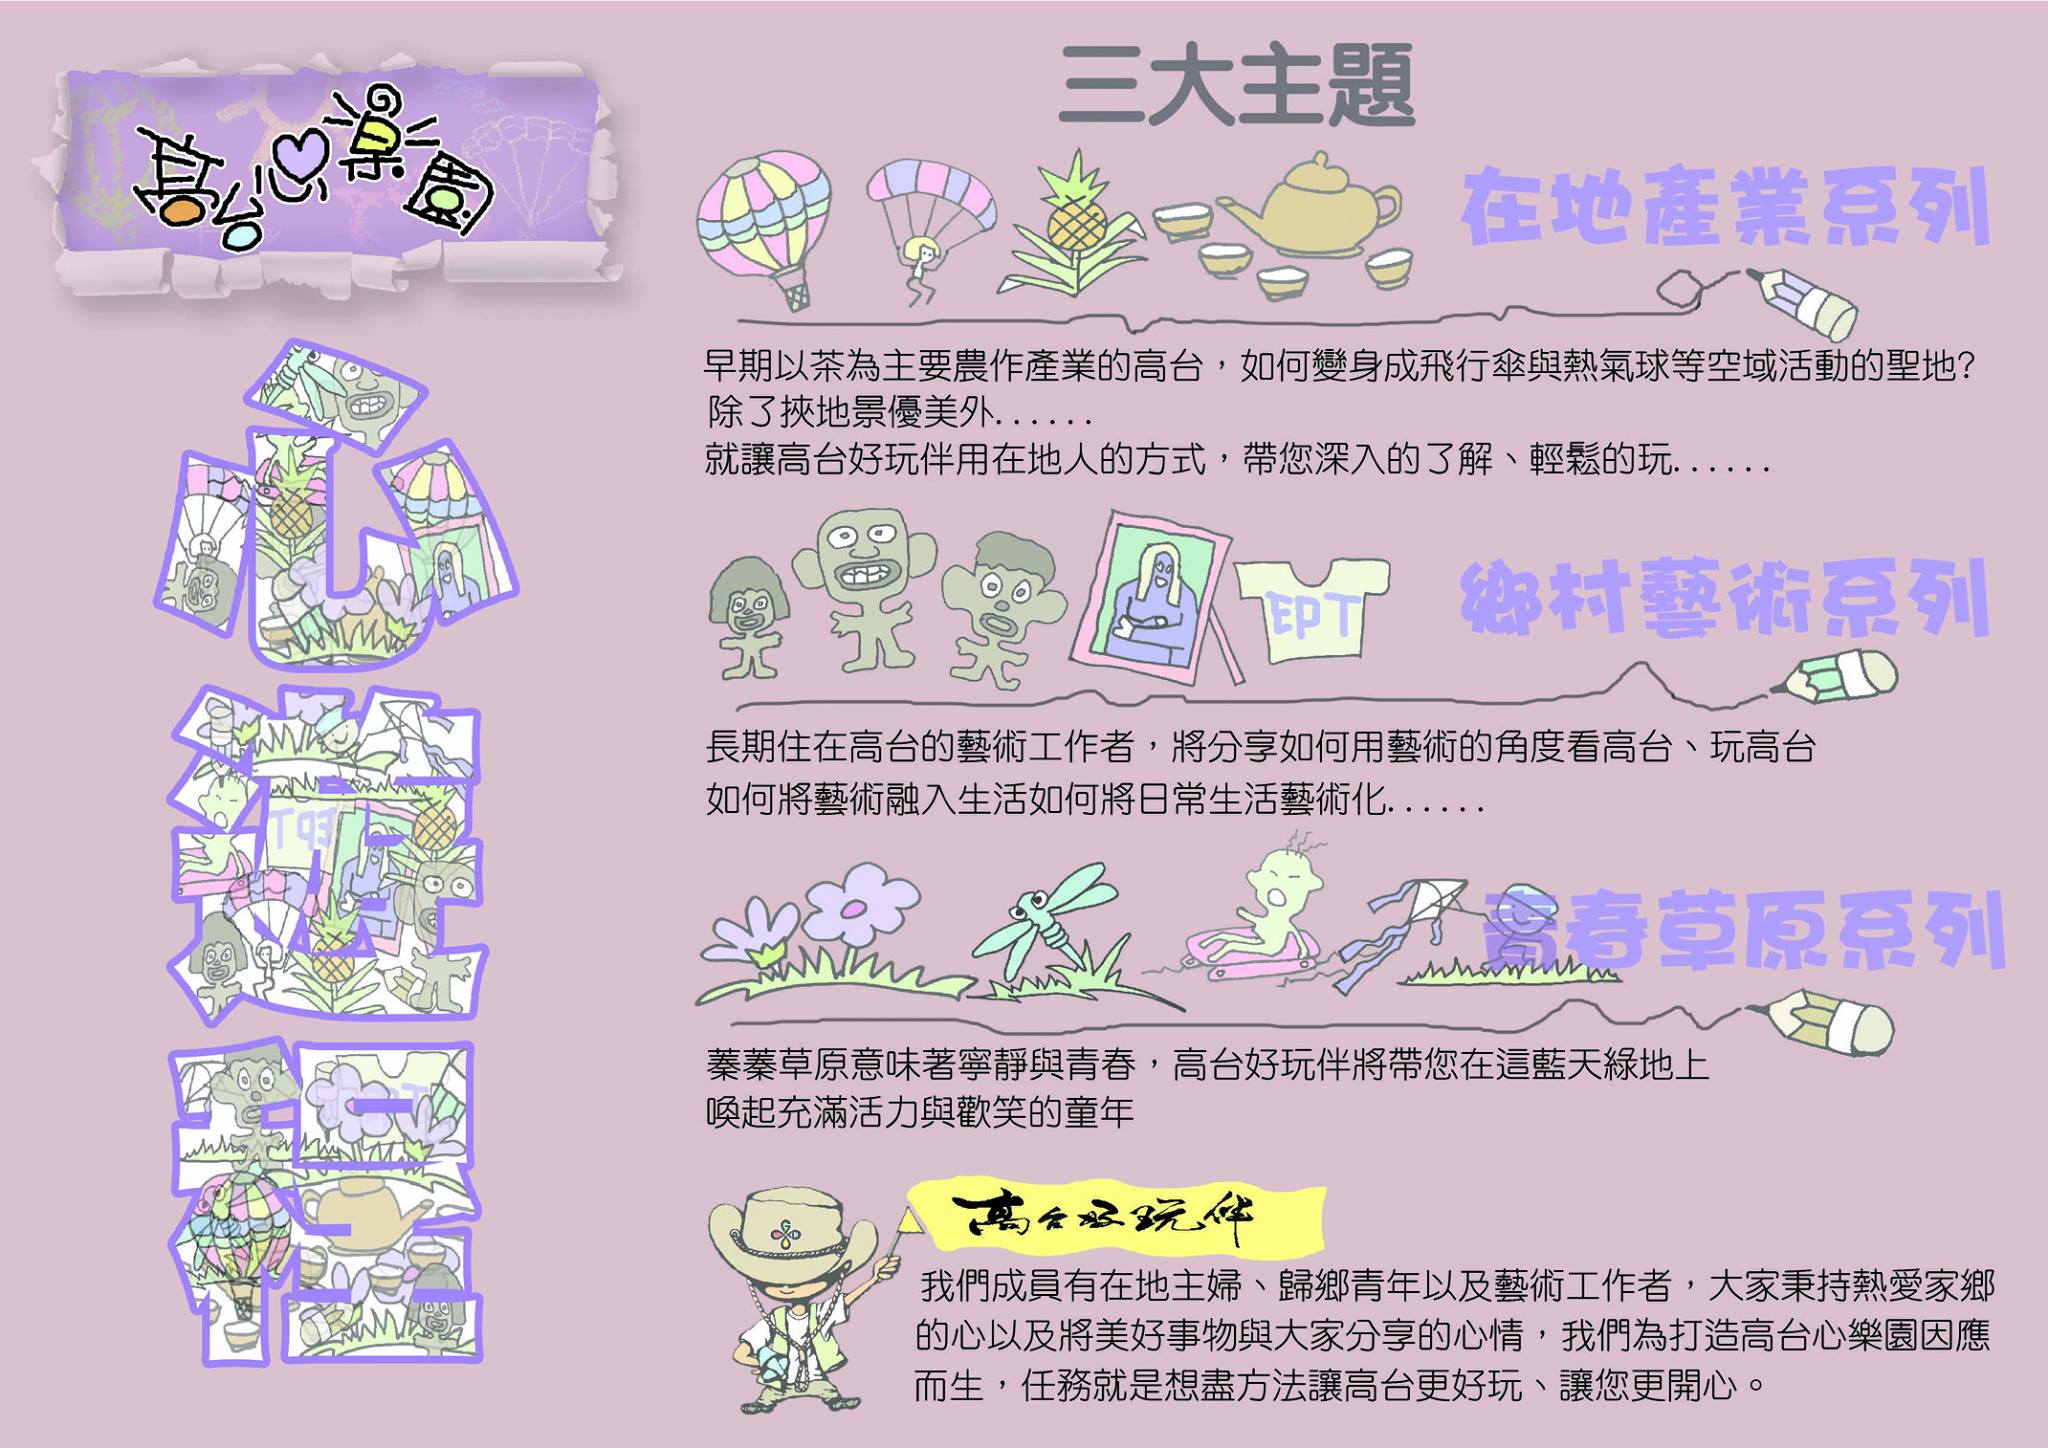 高台心樂園
心遊程
三大主題
在地產業系列
早期以茶為主要農作產業的高台，如何變身成飛行傘與熱氣球等空域活動的聖地?
除了挾地景優美外......
就讓高台好玩伴用在地人的方式，帶您深入的了解、輕鬆的玩......
EPT
鄉村藝術系列
長期住在高台的藝術工作者，將分享如何用藝術的角度看高台、玩高台
如何將藝術融入生活如何將日常生活藝術化......
青春草原系列
蓁蓁草原意味著寧靜與青春，高台好玩伴將帶您在這藍天綠地上
喚起充滿活力與歡笑的童年
高台好玩伴
我們成員有在地主婦、歸鄉青年以及藝術工作者，大家秉持熱愛家鄉
的心以及將美好事物與大家分享的心情，我們為打造高台心樂園因應
而生，任務就是想盡方法讓高台更好玩、讓您更開心。